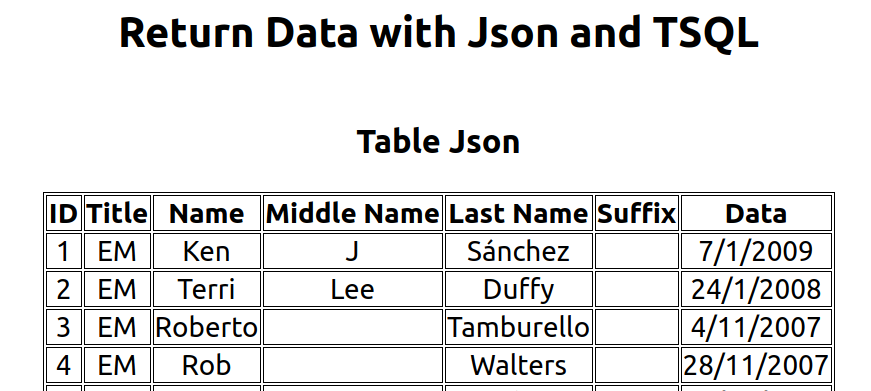 Return Data with Json and TSQL
Table Json
ID Title Name Middle Name Last Name Suffix Data
1 EM Ken J Sánchez 7/1/2009
2 EM Terri Lee Duffy 24/1/2008
3 EM Roberto Tamburello 4/11/2007
4 EM Rob Walters 28/11/2007